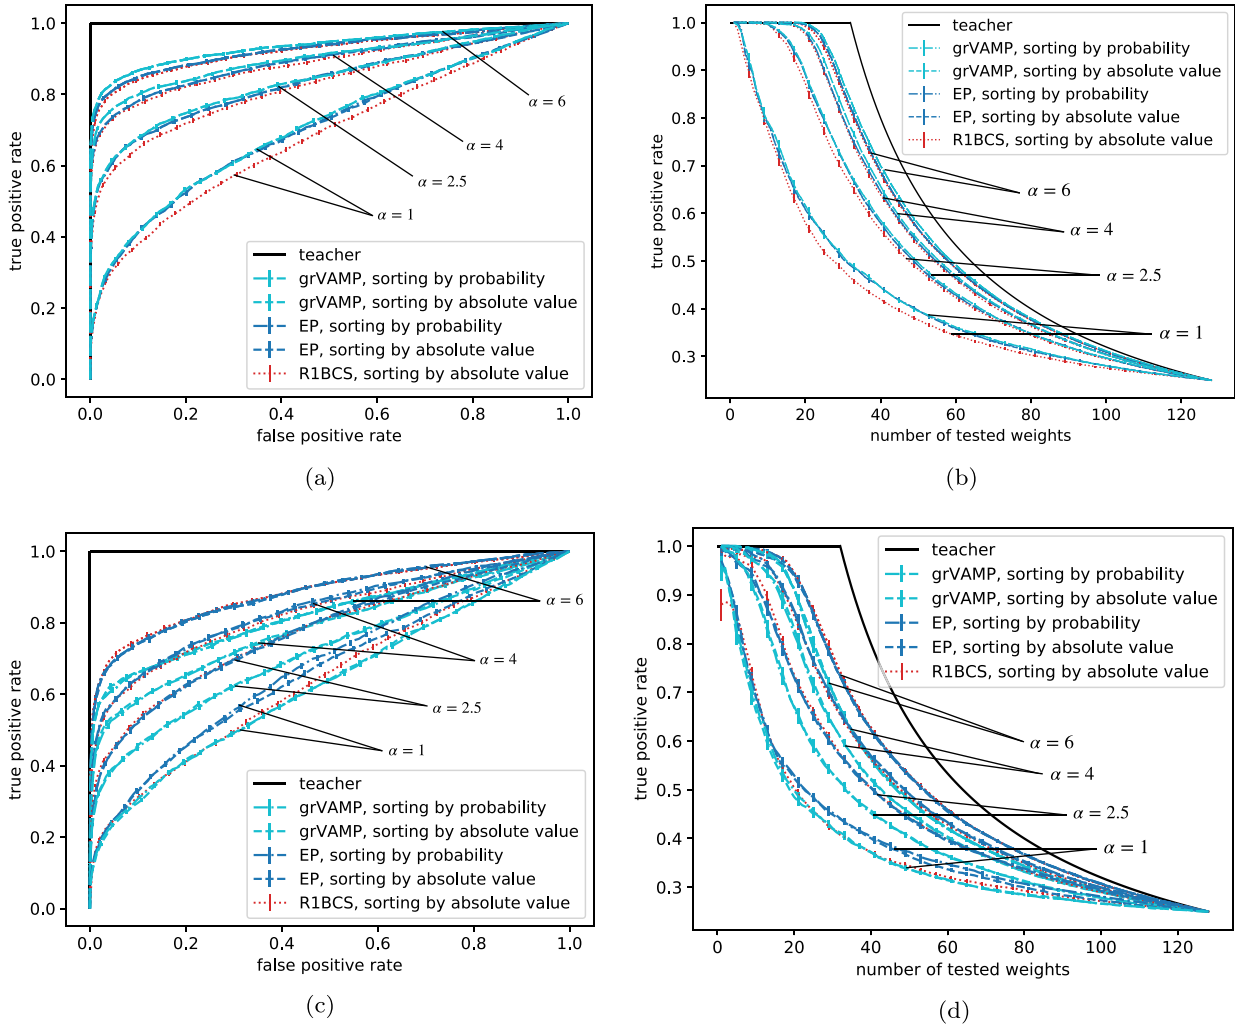 1.0
0.8
0.6
0.4
0.2
0.0
true positive rate
α = 6
α = 4
α = 2.5
α = 1
teacher
grVAMP, sorting by probability
grVAMP, sorting by absolute value
EP, sorting by probability
EP, sorting by absolute value
R1BCS, sorting by absolute value
0.0 0.2 0.4 0.6 0.8 1.0
false positive rate
(a)
1.0
0.9
0.8
0.7
0.6
0.5
0.4
0.3
true positive rate
teacher
grVAMP, sorting by probability
grVAMP, sorting by absolute value
EP, sorting by probability
EP, sorting by absolute value
R1BCS, sorting by absolute value
α = 6
α = 4
α = 2.5
α = 1
0 20 40 60 80 100 120
number of tested weights
(b)
1.0
0.8
0.6
0.4
0.2
0.0
true positive rate
α = 6
α = 4
α = 2.5
α = 1
teacher
grVAMP, sorting by probability
grVAMP, sorting by absolute value
EP, sorting by probability
EP, sorting by absolute value
R1BCS, sorting by absolute value
0.0 0.2 0.4 0.6 0.8 1.0
false positive rate
(c)
1.0
0.9
0.8
0.7
0.6
0.5
0.4
0.3
true positive rate
teacher
grVAMP, sorting by probability
grVAMP, sorting by absolute value
EP, sorting by probability
EP, sorting by absolute value
R1BCS, sorting by absolute value
α = 6
α = 4
α = 2.5
α = 1
0 20 40 60 80 100 120
number of tested weights
(d)